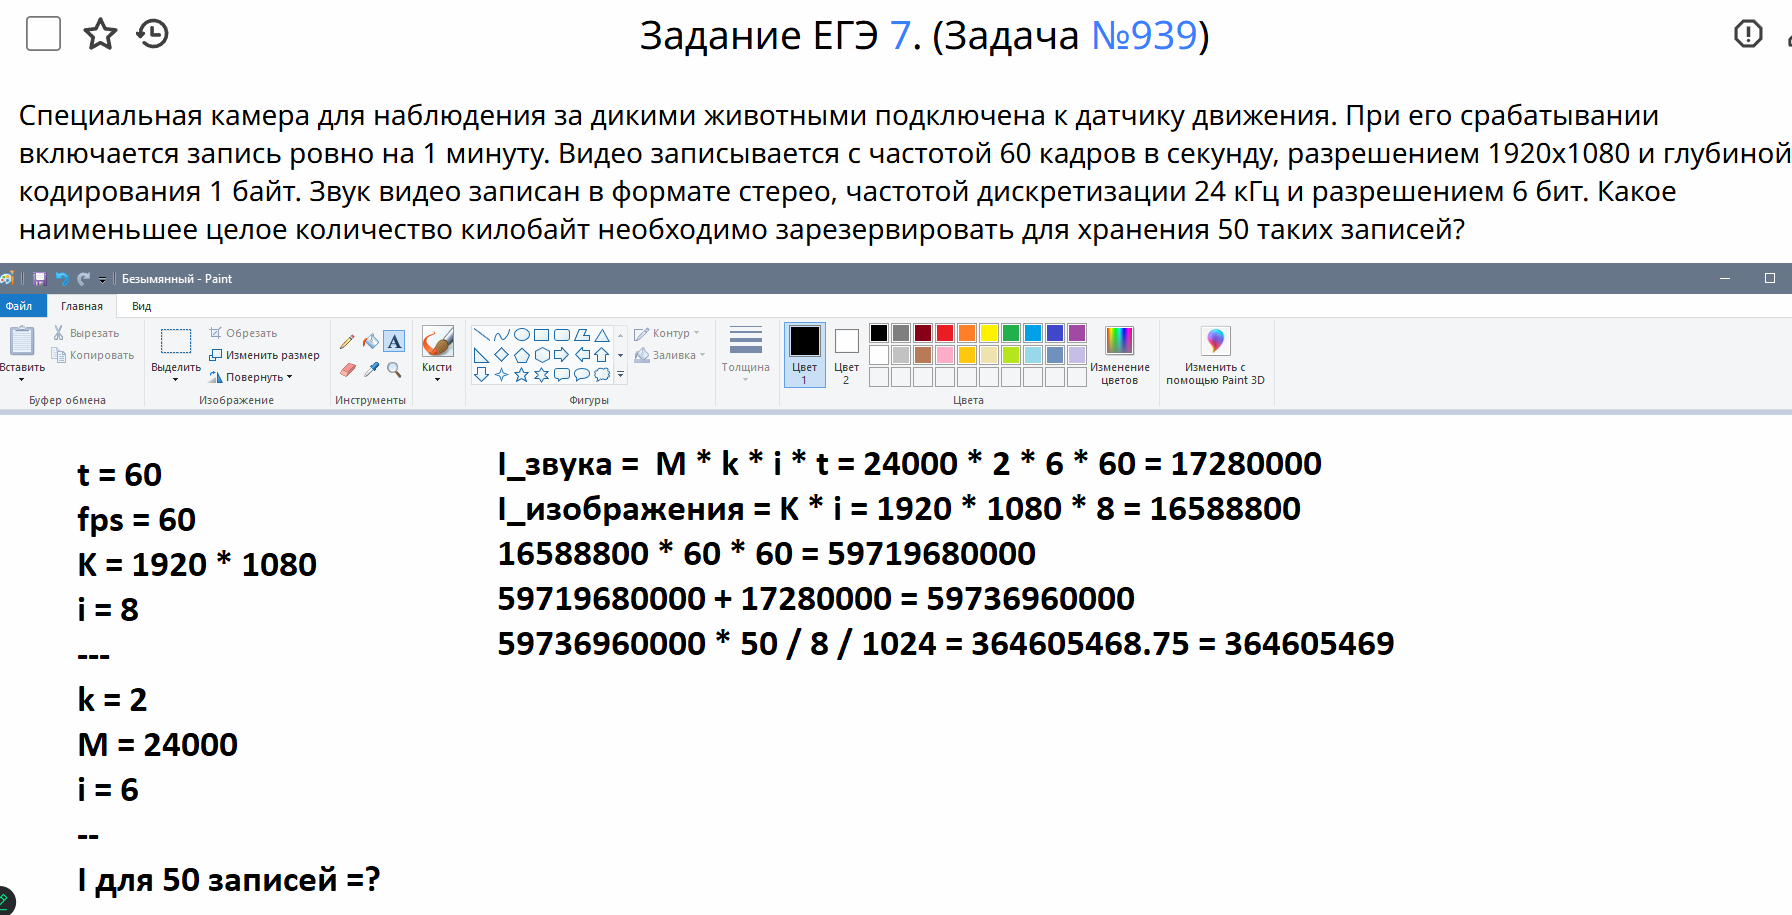 Задание ЕГЭ 7. (Задача №939)
Специальная камера для наблюдения за дикими животными подключена к датчику движения. При его срабатывании
включается запись ровно на 1 минуту. Видео записывается с частотой 60 кадров в секунду, разрешением 1920x1080 и глубиной
кодирования 1 байт. Звук видео записан в формате стерео, частотой дискретизации 24 кГц и разрешением 6 бит. Какое
наименьшее целое количество килобайт необходимо зарезервировать для хранения 50 таких записей?
Безымянный - Paint
Файл Главная Вид
Вставить
Вырезать
Копировать
Буфер обмена
Выделить
Обрезать
Изменить размер
Повернуть
Изображение
A
Инструменты
Кисти
Контур
Заливка
Фигуры
Толщина
Цвет 1
Цвет 2
Изменение цветов
Цвета
Изменить с помощью Paint 3D
t = 60
fps = 60
K = 1920 * 1080
i = 8
---
k = 2
M = 24000
i = 6
--
I для 50 записей =?
I_звука =  M * k * i * t = 24000 * 2 * 6 * 60 = 17280000
I_изображения = K * i = 1920 * 1080 * 8 = 16588800
16588800 * 60 * 60 = 59719680000
59719680000 + 17280000 = 59736960000
59736960000 * 50 / 8 / 1024 = 364605468.75 = 364605469